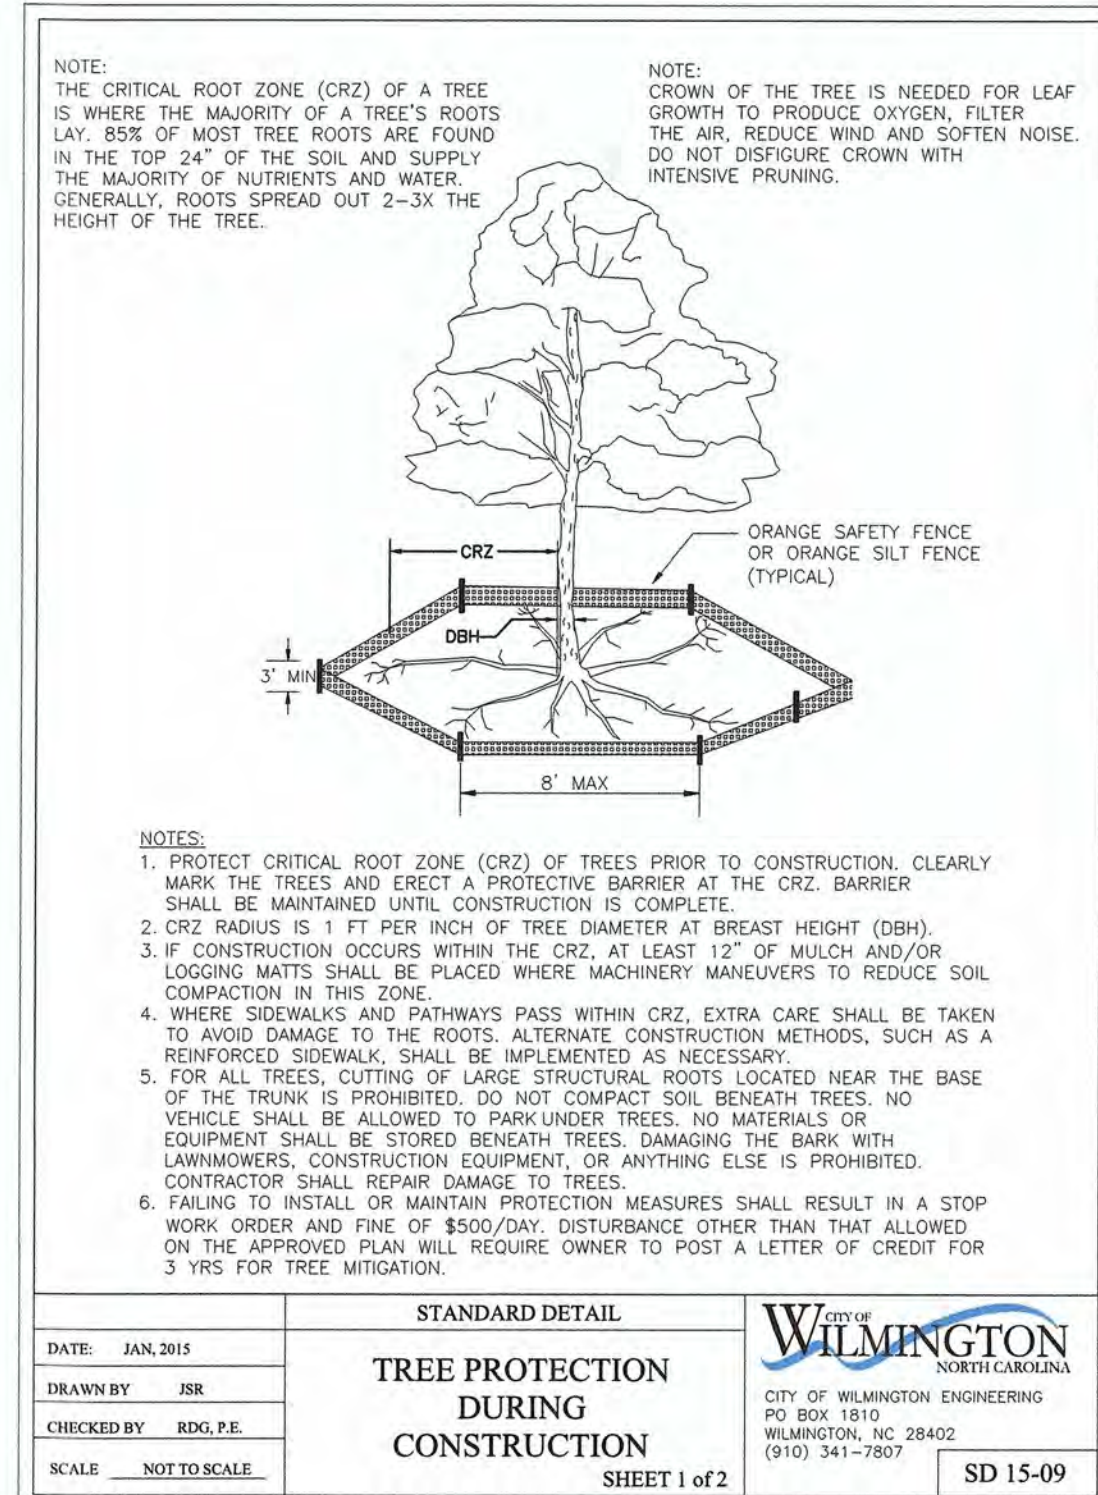 NOTE:
THE CRITICAL ROOT ZONE (CRZ) OF A TREE
IS WHERE THE MAJORITY OF A TREE'S ROOTS
LAY. 85% OF MOST TREE ROOTS ARE FOUND
IN THE TOP 24" OF THE SOIL AND SUPPLY
THE MAJORITY OF NUTRIENTS AND WATER.
GENERALLY, ROOTS SPREAD OUT 2-3X THE
HEIGHT OF THE TREE.
NOTE:
CROWN OF THE TREE IS NEEDED FOR LEAF
GROWTH TO PRODUCE OXYGEN, FILTER
THE AIR, REDUCE WIND AND SOFTEN NOISE.
DO NOT DISFIGURE CROWN WITH
INTENSIVE PRUNING.
ORANGE SAFETY FENCE
OR ORANGE SILT FENCE
(TYPICAL)
CRZ
DBH
3' MIN
8' MAX
NOTES:
1. PROTECT CRITICAL ROOT ZONE (CRZ) OF TREES PRIOR TO CONSTRUCTION. CLEARLY
MARK THE TREES AND ERECT A PROTECTIVE BARRIER AT THE CRZ. BARRIER
SHALL BE MAINTAINED UNTIL CONSTRUCTION IS COMPLETE.
2. CRZ RADIUS IS 1 FT PER INCH OF TREE DIAMETER AT BREAST HEIGHT (DBH).
3. IF CONSTRUCTION OCCURS WITHIN THE CRZ, AT LEAST 12" OF MULCH AND/OR
LOGGING MATTS SHALL BE PLACED WHERE MACHINERY MANEUVERS TO REDUCE SOIL
COMPACTION IN THIS ZONE.
4. WHERE SIDEWALKS AND PATHWAYS PASS WITHIN CRZ, EXTRA CARE SHALL BE TAKEN
TO AVOID DAMAGE TO THE ROOTS. ALTERNATE CONSTRUCTION METHODS, SUCH AS A
REINFORCED SIDEWALK, SHALL BE IMPLEMENTED AS NECESSARY.
5. FOR ALL TREES, CUTTING OF LARGE STRUCTURAL ROOTS LOCATED NEAR THE BASE
OF THE TRUNK IS PROHIBITED. DO NOT COMPACT SOIL BENEATH TREES. NO
VEHICLE SHALL BE ALLOWED TO PARK UNDER TREES. NO MATERIALS OR
EQUIPMENT SHALL BE STORED BENEATH TREES. DAMAGING THE BARK WITH
LAWNMOWERS, CONSTRUCTION EQUIPMENT, OR ANYTHING ELSE IS PROHIBITED.
CONTRACTOR SHALL REPAIR DAMAGE TO TREES.
6. FAILING TO INSTALL OR MAINTAIN PROTECTION MEASURES SHALL RESULT IN A STOP
WORK ORDER AND FINE OF $500/DAY. DISTURBANCE OTHER THAN THAT ALLOWED
ON THE APPROVED PLAN WILL REQUIRE OWNER TO POST A LETTER OF CREDIT FOR
3 YRS FOR TREE MITIGATION.
DATE: JAN, 2015
DRAWN BY JSR
CHECKED BY RDG, P.E.
SCALE NOT TO SCALE
STANDARD DETAIL
TREE PROTECTION
DURING
CONSTRUCTION
SHEET 1 of 2
CITY OF
WILMINGTON
NORTH CAROLINA
CITY OF WILMINGTON ENGINEERING
PO BOX 1810
WILMINGTON, NC 28402
(910) 341-7807
SD 15-09